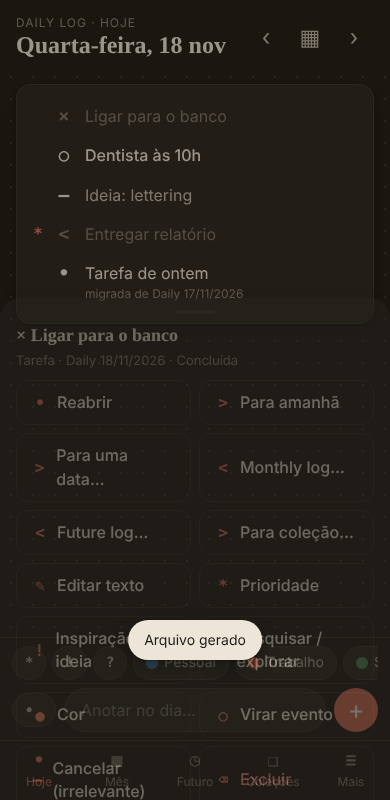 DAILY LOG · HOJE
Quarta-feira, 18 nov
‹ ›
× Ligar para o banco
○ Dentista às 10h
– Ideia: lettering
* < Entregar relatório
• Tarefa de ontem
migrada de Daily 17/11/2026
× Ligar para o banco
Tarefa · Daily 18/11/2026 · Concluída
• Reabrir
> Para amanhã
> Para uma
data...
< Monthly log...
< Future log...
> Para coleção...
✎ Editar texto
* Prioridade
! Inspiração
ideia
Arquivo gerado
explorar
* ! ?
Pessoal
Trabalho
• Cor
Anotar no dia...
○ Virar evento
+
• Cancelar
(irretivable)
⌫ Excluir
Hoje
Mês
Futuro
Coleções
Mais